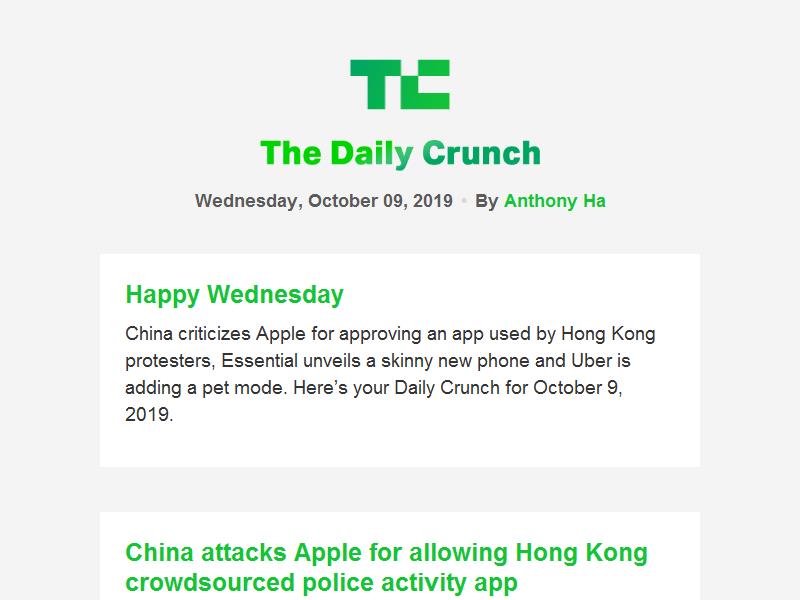 TC
The Daily Crunch
Wednesday, October 09, 2019 • By Anthony Ha
Happy Wednesday
China criticizes Apple for approving an app used by Hong Kong
protesters, Essential unveils a skinny new phone and Uber is
adding a pet mode. Here’s your Daily Crunch for October 9,
2019.
China attacks Apple for allowing Hong Kong
crowdsourced police activity app